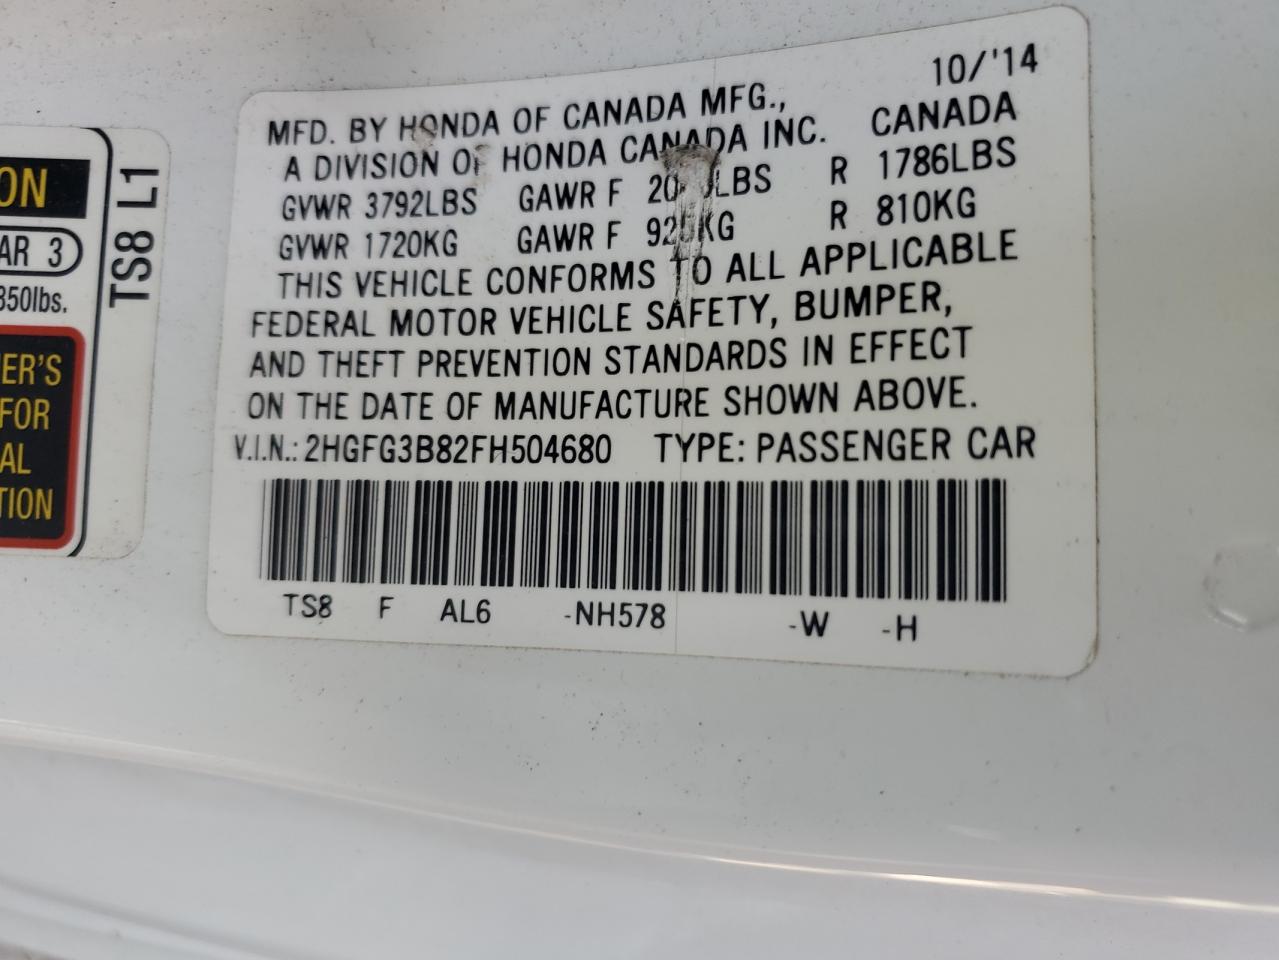 10/'14
MFD. BY HONDA OF CANADA MFG.,
A DIVISION OF HONDA CANADA INC. CANADA
GVWR 3792LBS GAWR F R 1786LBS
GVWR 1720KG GAWR F R 810KG
THIS VEHICLE CONFORMS TO ALL APPLICABLE
FEDERAL MOTOR VEHICLE SAFETY, BUMPER,
AND THEFT PREVENTION STANDARDS IN EFFECT
ON THE DATE OF MANUFACTURE SHOWN ABOVE.
V.I.N.: 2HGFG3B82FH504680 TYPE: PASSENGER CAR
TS8 F AL6 -NH578 -W -H
ON
AR 3
350lbs.
ER'S
FOR
AL
TION
TS8 L1